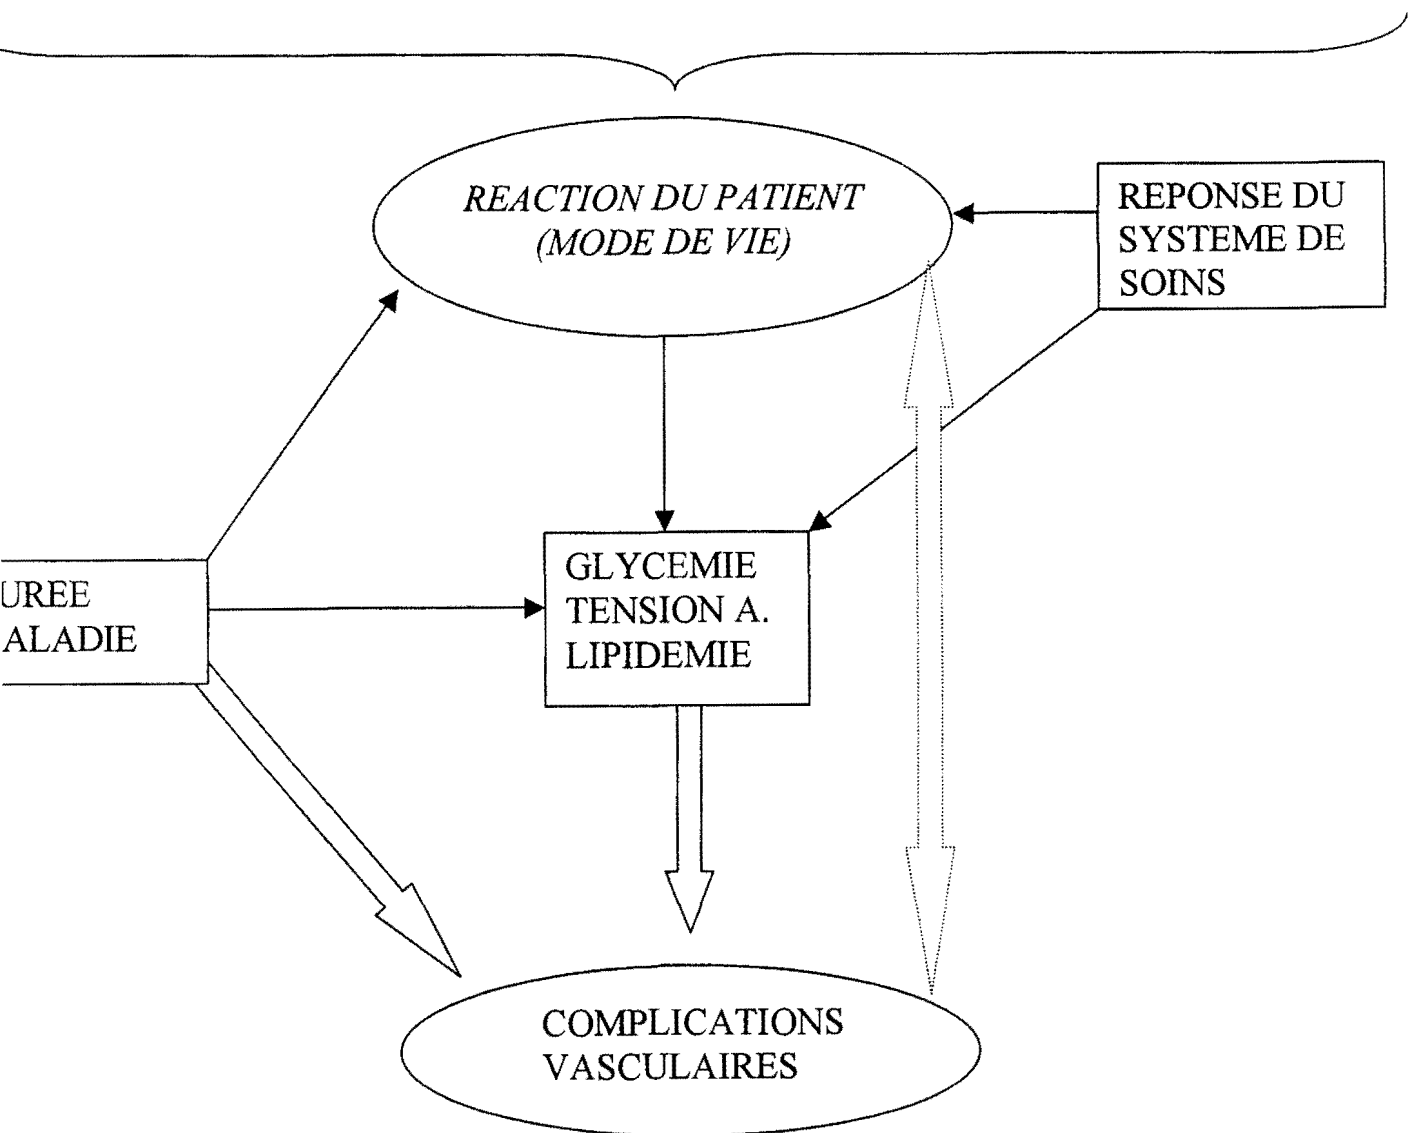 REACTION DU PATIENT
(MODE DE VIE)
REPONSE DU
SYSTEME DE
SOINS
GLYCEMIE
TENSION A.
LIPIDEMIE
UREE
ALADIE
COMPLICATIONS
VASCULAIRES